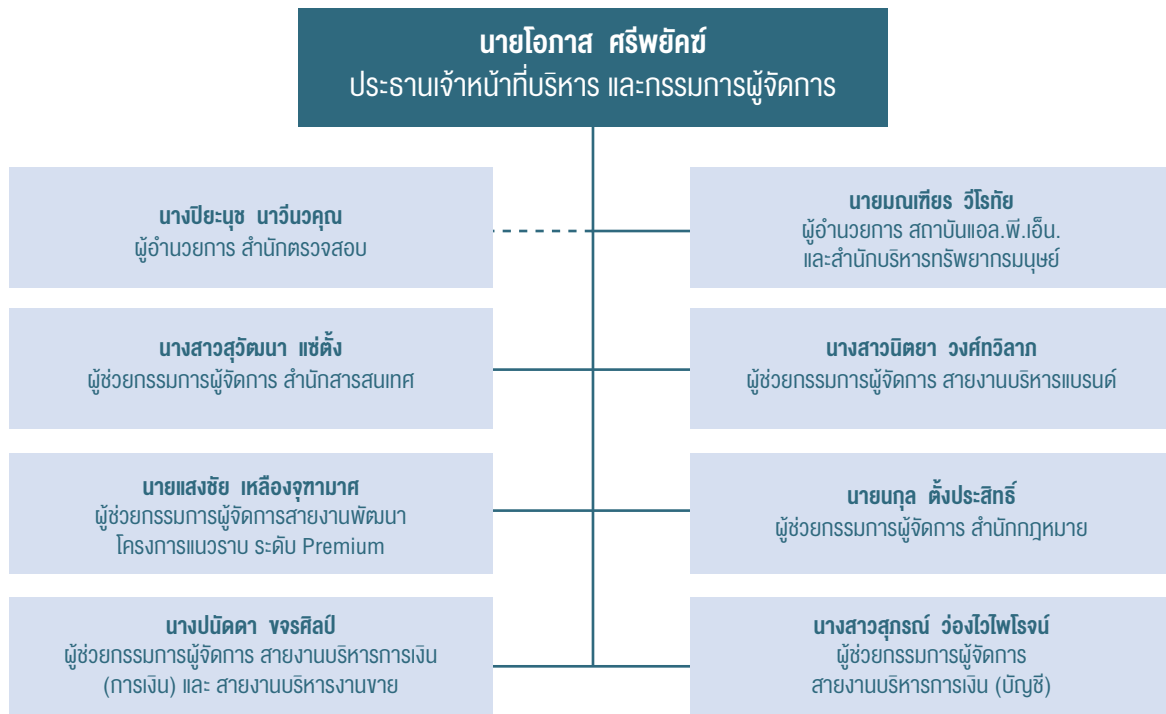 นายโอภาส ศรีพยัคฆ์
ประธานเจ้าหน้าที่บริหาร และกรรมการผู้จัดการ
นางปิยะนุช นาวีนวคุณ
ผู้อำนวยการ สำนักตรวจสอบ
นายมณเฑียร วีโรทัย
ผู้อำนวยการ สถาบันแอล.พี.เอ็น.
และสำนักบริหารทรัพยากรมนุษย์
นางสาวสุวัฒนา แซ่ตั้ง
ผู้ช่วยกรรมการผู้จัดการ สำนักสารสนเทศ
นางสาวนิตยา วงศ์ทวิลาภ
ผู้ช่วยกรรมการผู้จัดการ สายงานบริหารแบรนด์
นายแสงชัย เหลืองจุฑามาศ
ผู้ช่วยกรรมการผู้จัดการสายงานพัฒนา
โครงการแนวราบ ระดับ Premium
นายนกุล ตั้งประสิทธิ์
ผู้ช่วยกรรมการผู้จัดการ สำนักกฎหมาย
นางปนัดดา ขจรศิลป์
ผู้ช่วยกรรมการผู้จัดการ สายงานบริหารการเงิน
(การเงิน) และ สายงานบริหารงานขาย
นางสาวสุภรณ์ ว่องไวไพโรจน์
ผู้ช่วยกรรมการผู้จัดการ
สายงานบริหารการเงิน (บัญชี)